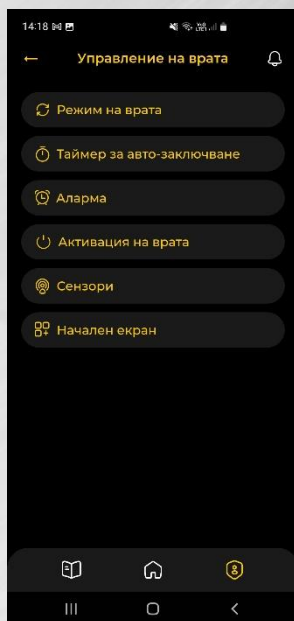 14:18
Управление на врата
Режим на врата
Таймер за авто-заключване
Аларма
Активация на врата
Сензори
Начален екран